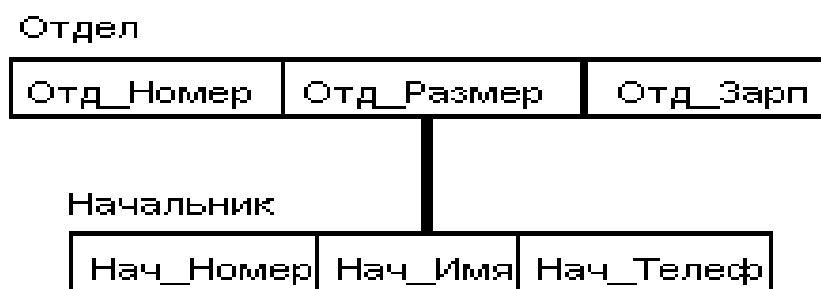 Отдел
Отд_Номер Отд_Размер Отд_Зарп
Начальник
Нач_Номер Нач_Имя Нач_Телеф